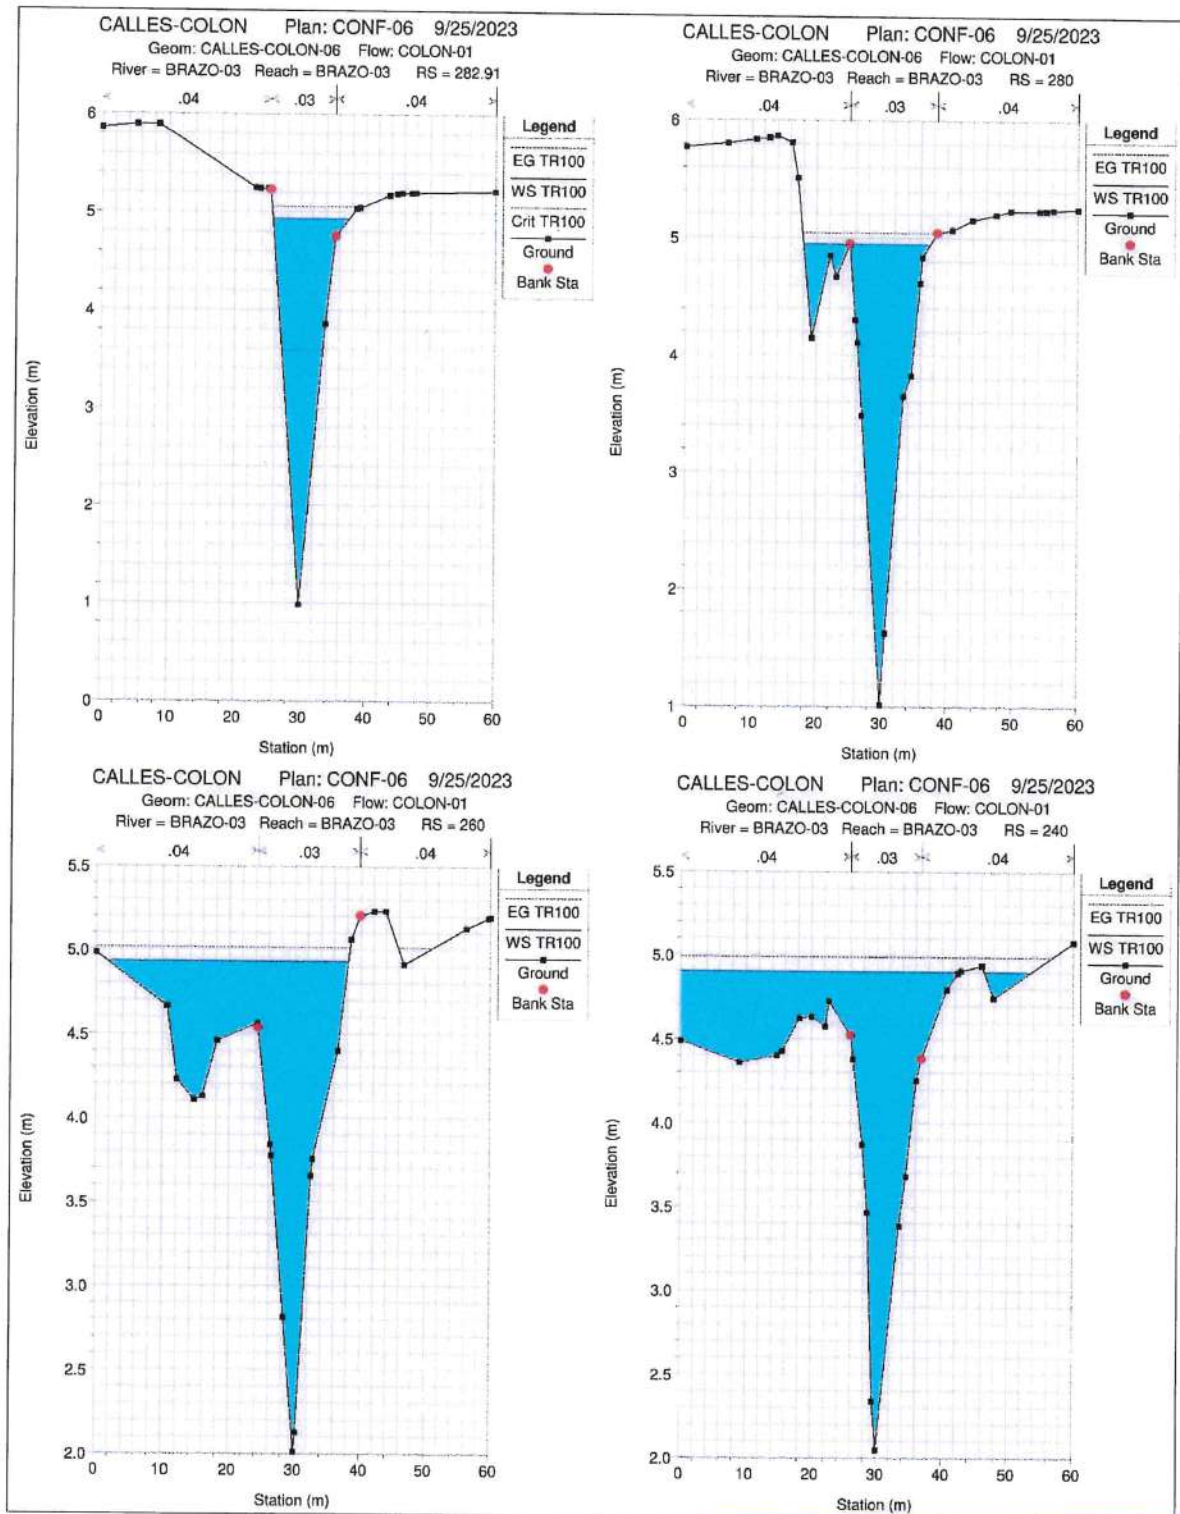 CALLES-COLON Plan: CONF-06 9/25/2023
Geom: CALLES-COLON-06 Flow: COLON-01
River = BRAZO-03 Reach = BRAZO-03 RS = 282.91
.04 .03 .04
Legend
EG TR100
WS TR100
Crit TR100
Ground
Bank Sta
6
5
4
3
2
1
0
Elevation (m)
0 10 20 30 40 50 60
Station (m)
CALLES-COLON Plan: CONF-06 9/25/2023
Geom: CALLES-COLON-06 Flow: COLON-01
River = BRAZO-03 Reach = BRAZO-03 RS = 280
.04 .03 .04
Legend
EG TR100
WS TR100
Ground
Bank Sta
6
5
4
3
2
1
Elevation (m)
0 10 20 30 40 50 60
Station (m)
CALLES-COLON Plan: CONF-06 9/25/2023
Geom: CALLES-COLON-06 Flow: COLON-01
River = BRAZO-03 Reach = BRAZO-03 RS = 260
.04 .03 .04
Legend
EG TR100
WS TR100
Ground
Bank Sta
5.5
5.0
4.5
4.0
3.5
3.0
2.5
2.0
Elevation (m)
0 10 20 30 40 50 60
Station (m)
CALLES-COLON Plan: CONF-06 9/25/2023
Geom: CALLES-COLON-06 Flow: COLON-01
River = BRAZO-03 Reach = BRAZO-03 RS = 240
.04 .03 .04
Legend
EG TR100
WS TR100
Ground
Bank Sta
5.5
5.0
4.5
4.0
3.5
3.0
2.5
2.0
Elevation (m)
0 10 20 30 40 50 60
Station (m)